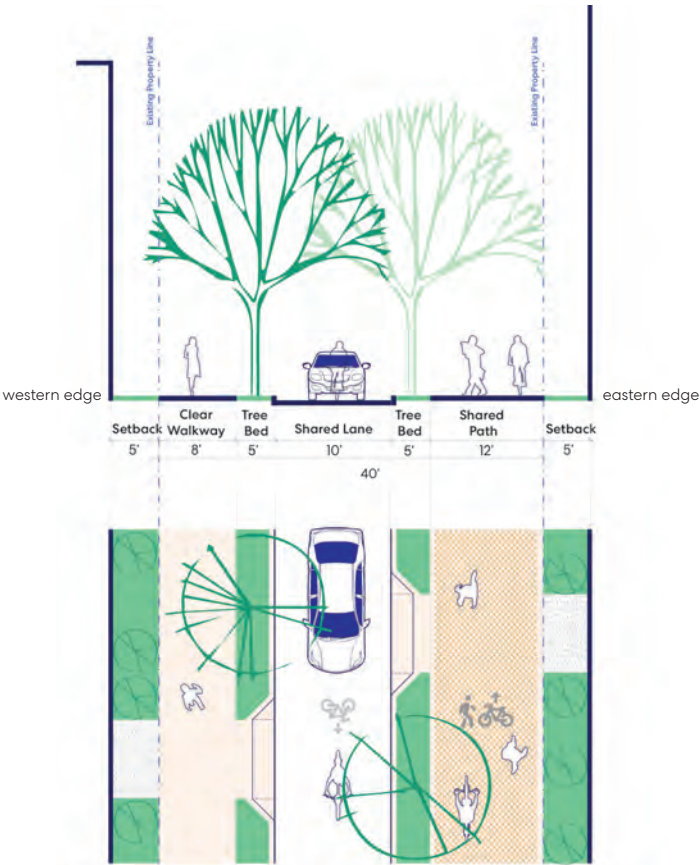 Existing Property Line
Existing Property Line
western edge
eastern edge
Setback
Clear
Walkway
Tree
Bed
Shared Lane
Tree
Bed
Shared
Path
Setback
5'
8'
5'
10'
5'
12'
5'
40'